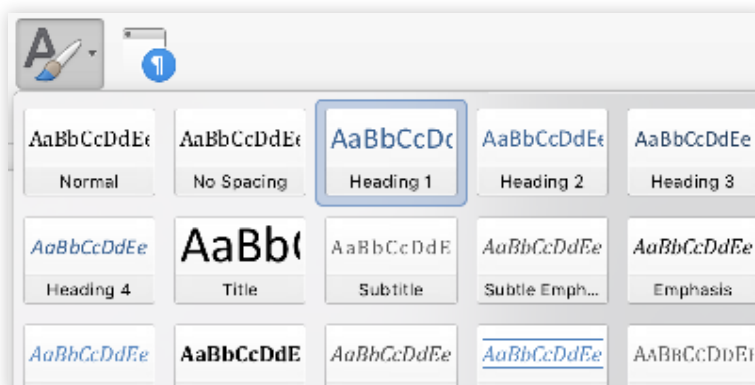 A
¶
AaBbCcDdEe AaBbCcDdEe AaBbCcDc AaBbCcDdEe AaBbCcDdEe
Normal No Spacing Heading 1 Heading 2 Heading 3
AaBbCcDdEe AaBb( AaBbCcDdE AaBbCcDdEe AaBbCcDdEe
Heading 4 Title Subtitle Subtle Emph... Emphasis
AaBbCcDdEe AaBbCcDdE AaBbCcDdEe AaBbCcDdEe AABBCCDDEE